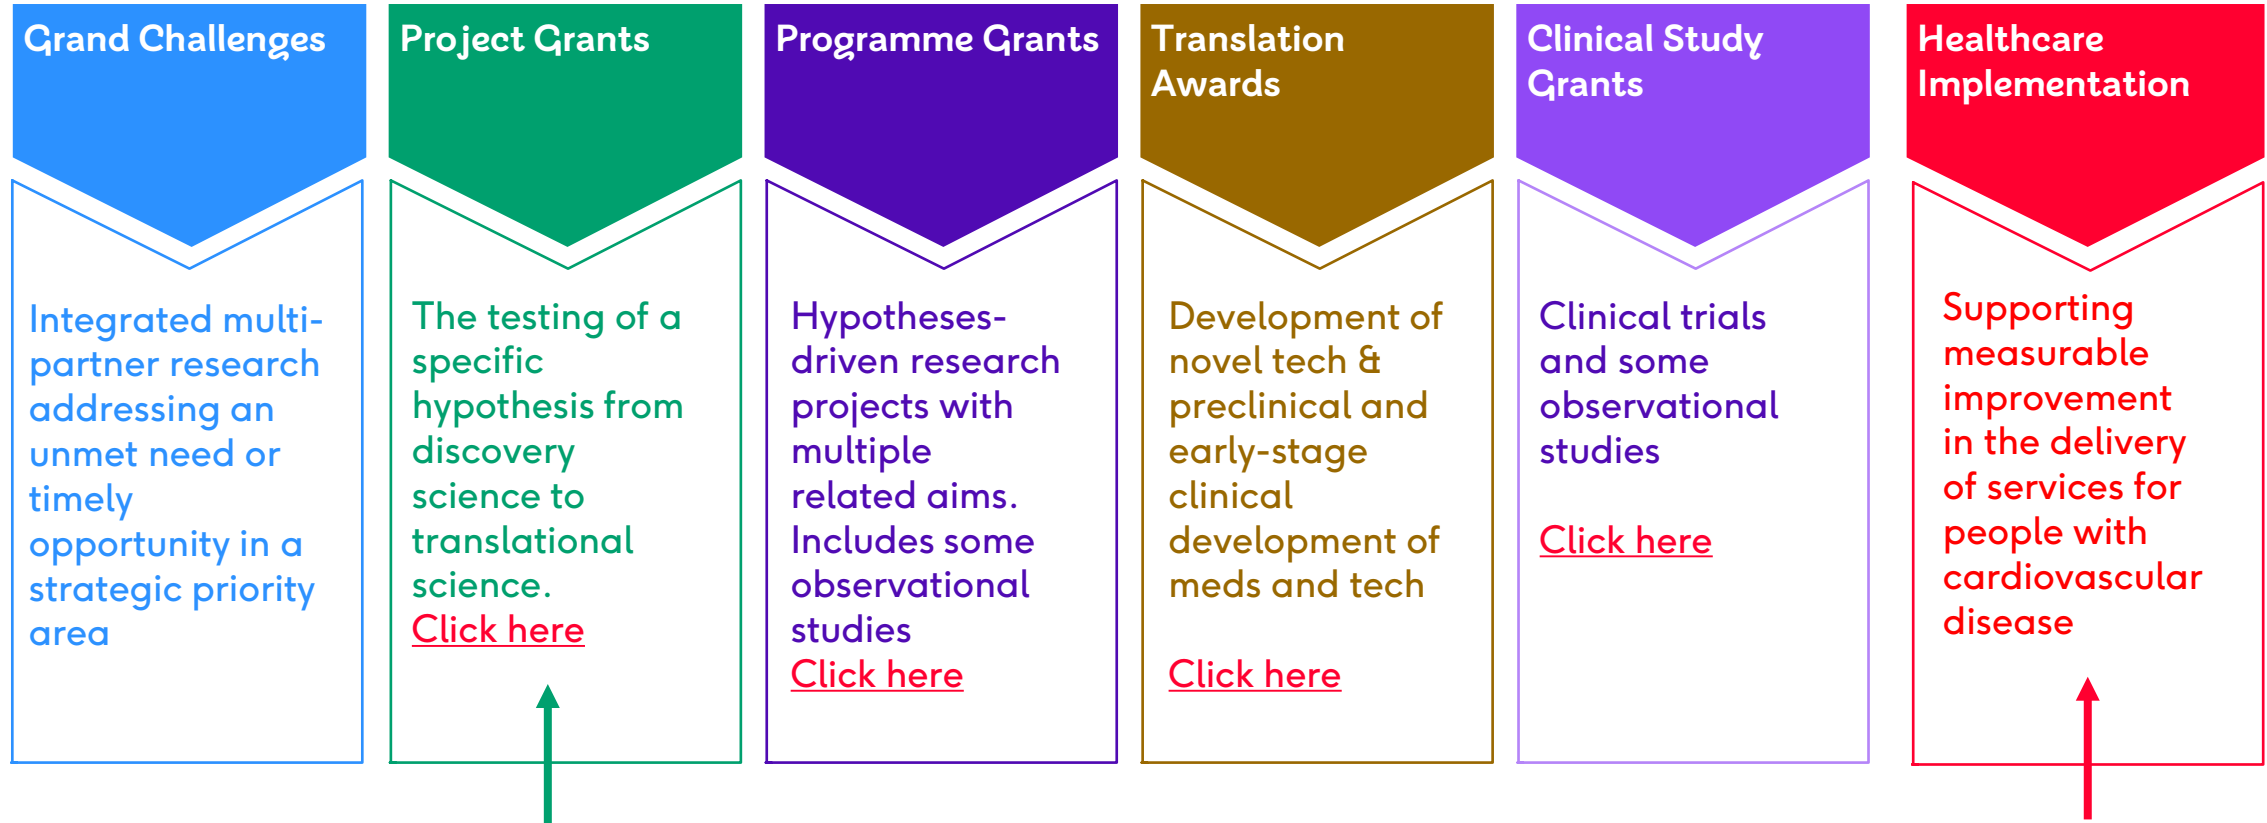 Grand Challenges
Integrated multi-
partner research
addressing an
unmet need or
timely
opportunity in a
strategic priority
area
Project Grants
The testing of a
specific
hypothesis from
discovery
science to
translational
science.
Click here
Programme Grants
Hypotheses-
driven research
projects with
multiple
related aims.
Includes some
observational
studies
Click here
Translation
Awards
Development of
novel tech &
preclinical and
early-stage
clinical
development of
meds and tech
Click here
Clinical Study
Grants
Clinical trials
and some
observational
studies
Click here
Healthcare
Implementation
Supporting
measurable
improvement
in the delivery
of services for
people with
cardiovascular
disease